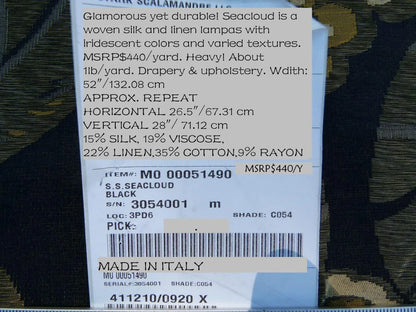 STARK SCALAMANDRE LLC
Glamorous yet durable! Seacloud is a
woven silk and linen lampas with
iridescent colors and varied textures.
MSRP$440/yard. Heavy! About
1lb/yard. Drapery & upholstery. Wdith:
52"/132.08 cm
APPROX. REPEAT
HORIZONTAL 26.5"/67.31 cm
VERTICAL 28"/ 71.12 cm
15% SILK, 19% VISCOSE,
22% LINEN,35% COTTON,9% RAYON
MSRP$440/Y
ITEM#: M0 00051490
S.S.SEACLOUD
BLACK
S/N: 3054001 m
LOC: 3PD6 SHADE: C054
PICK:
MADE IN ITALY
M0 00051490
SERIAL#:3054001 SHADE:C054
411210/0920 X